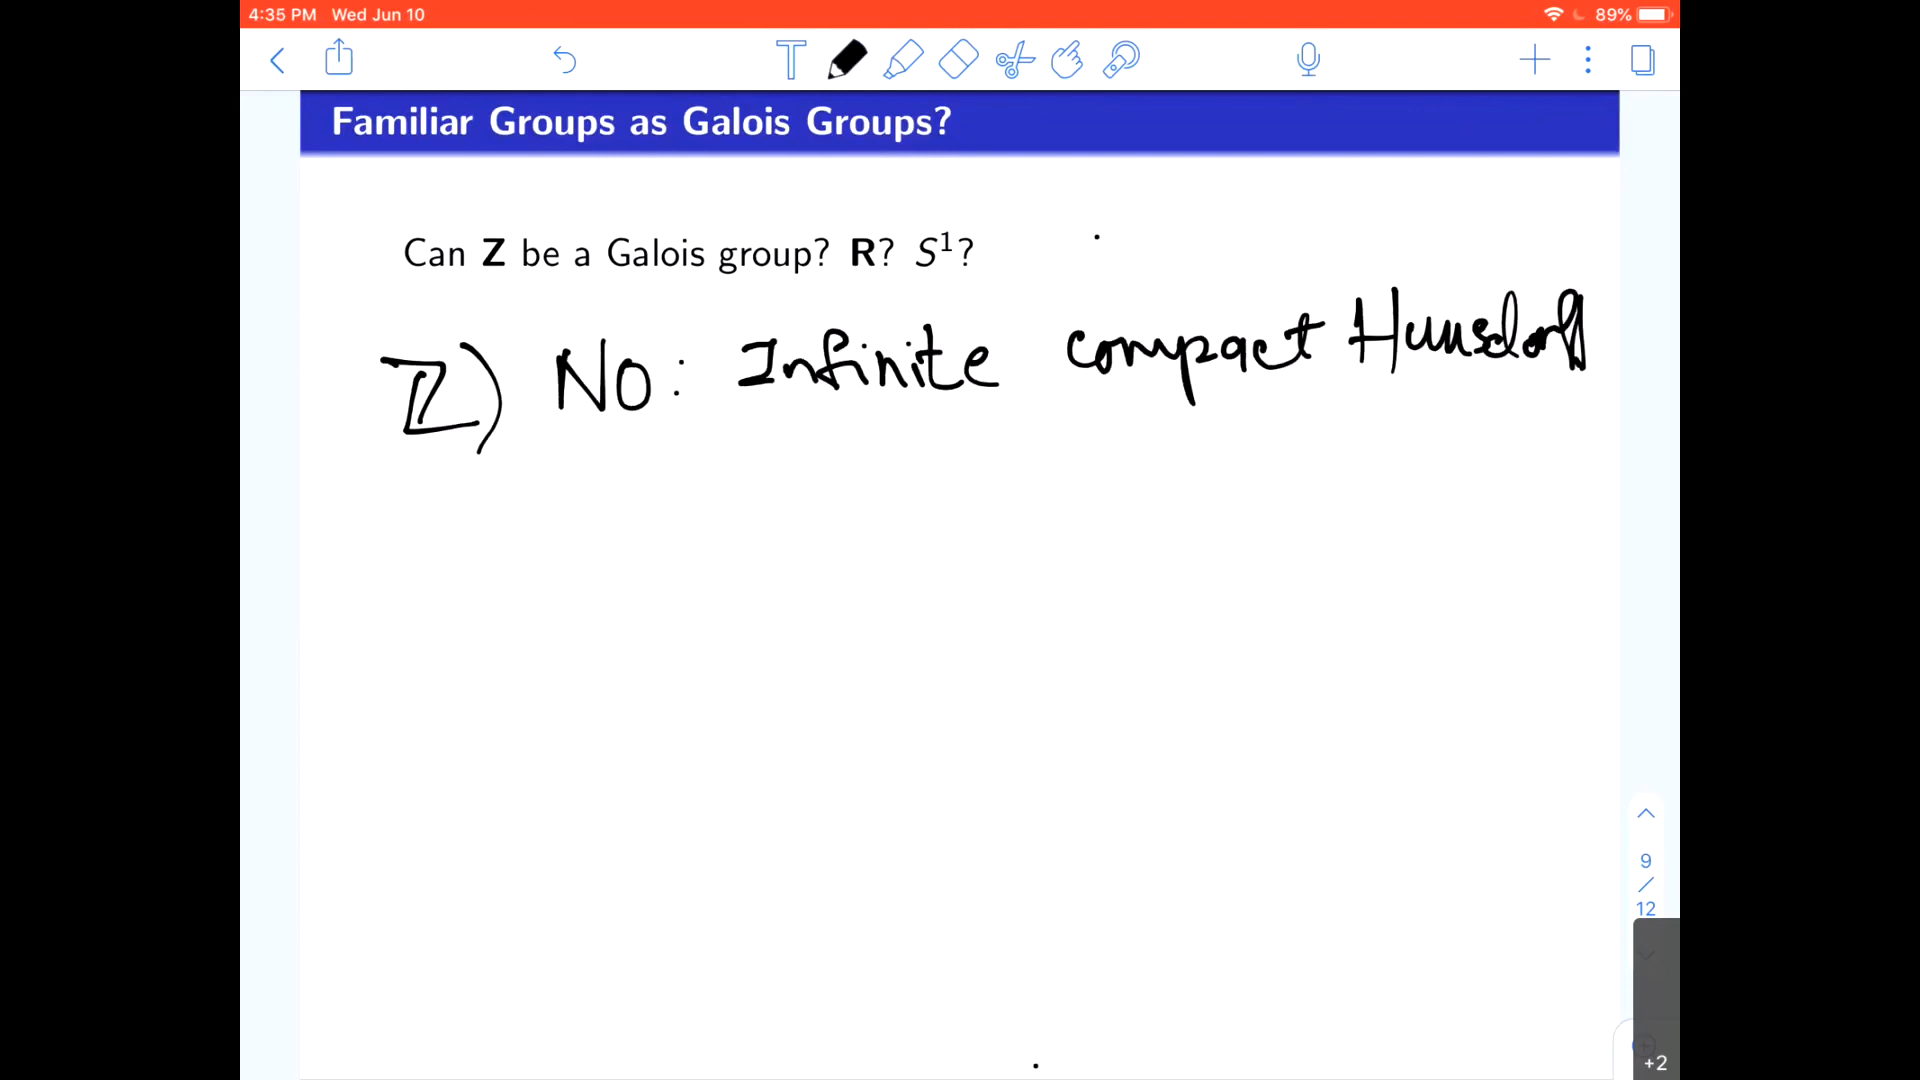 4:35 PM Wed Jun 10 89%
Familiar Groups as Galois Groups?
Can Z be a Galois group? R? S¹?
ℤ) NO: Infinite compact Hausdorff
9
/
12
+2